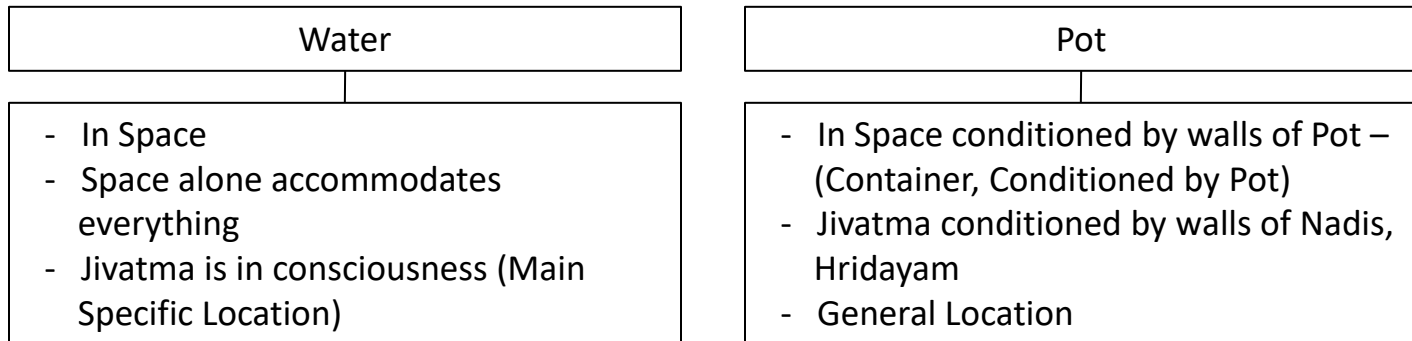 Water
- In Space
- Space alone accommodates
everything
- Jivatma is in consciousness (Main
Specific Location)
Pot
- In Space conditioned by walls of Pot –
(Container, Conditioned by Pot)
- Jivatma conditioned by walls of Nadis,
Hridayam
- General Location